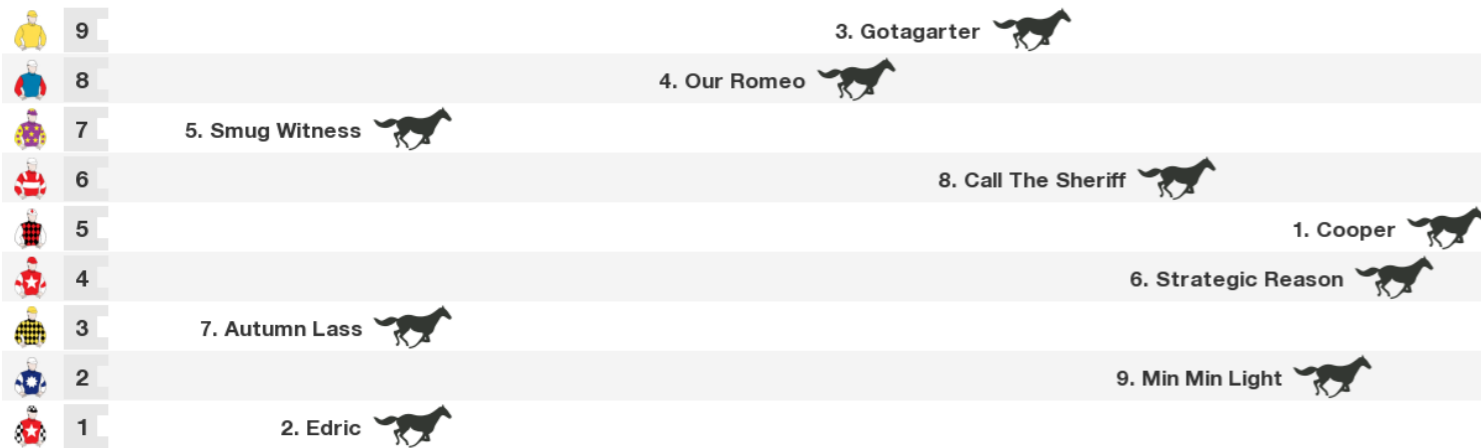 9 3. Gotagarter
8 4. Our Romeo
7 5. Smug Witness
6 8. Call The Sheriff
5 1. Cooper
4 6. Strategic Reason
3 7. Autumn Lass
2 9. Min Min Light
1 2. Edric